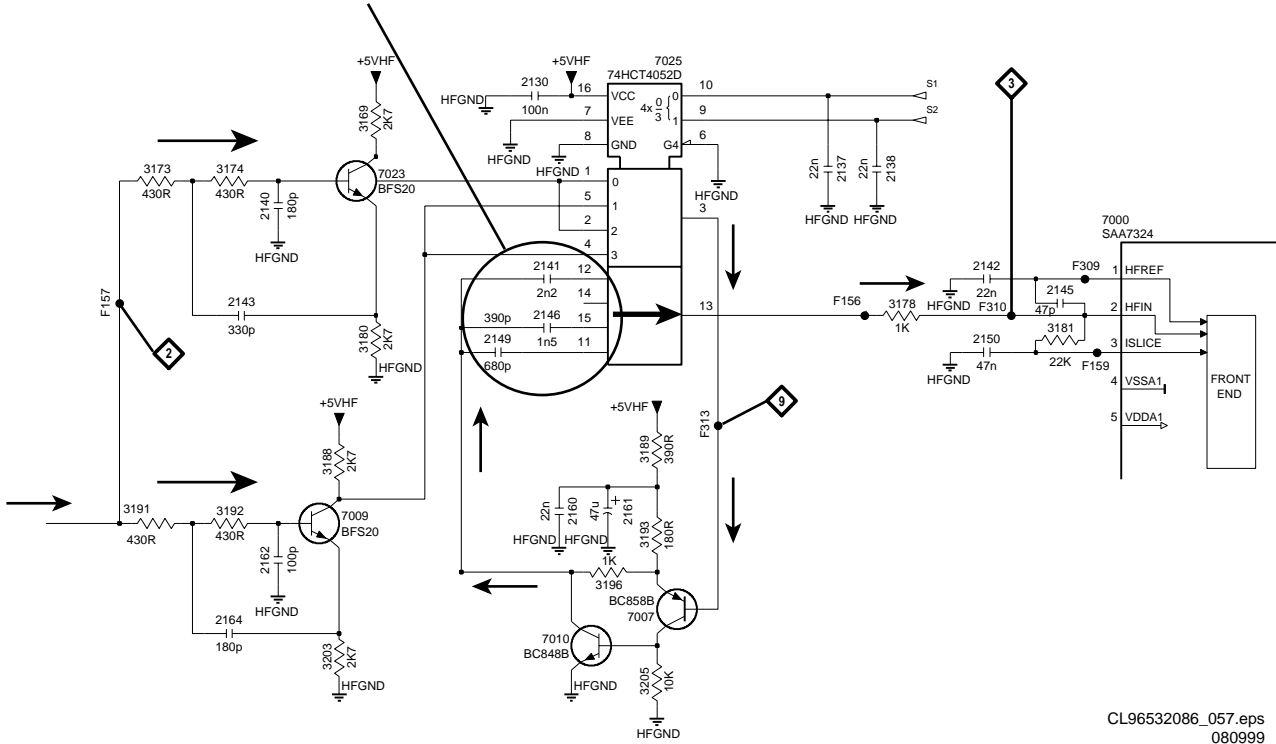 7025
74HCT4052D
+5VHF
+5VHF
2130
100n
HFGND
16
VCC
7
VEE
8
GND
HFGND
HFGND
4x 0 3 { 0
1
G4
10
9
6
S1
S2
3
22n
2137
22n
2138
HFGND
HFGND
HFGND
3169
2K7
3173
430R
3174
430R
2140
180p
HFGND
7023
BFS20
1
0
5
1
2
2
4
3
3
7000
SAA7324
F157
2
2143
330p
3180
2K7
HFGND
2141
2n2
12
14
390p
2146
1n5
15
2149
680p
11
13
F156
3178
1K
2142
22n
HFGND
F310
F309
2145
47p
3181
22K
2150
47n
HFGND
F159
1
HFREF
2
HFIN
3
ISLICE
4
VSSA1
5
VDDA1
FRONT
END
+5VHF
3188
2K7
3191
430R
3192
430R
2162
100p
HFGND
7009
BFS20
2164
180p
3203
2K7
HFGND
+5VHF
3189
390R
F313
9
22n
2160
HFGND
47u
+
2161
HFGND
3193
180R
1K
3196
BC858B
7007
7010
BC848B
HFGND
3205
10K
HFGND
CL96532086_057.eps
080999